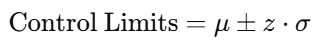 Control Limits = μ ± z · σ